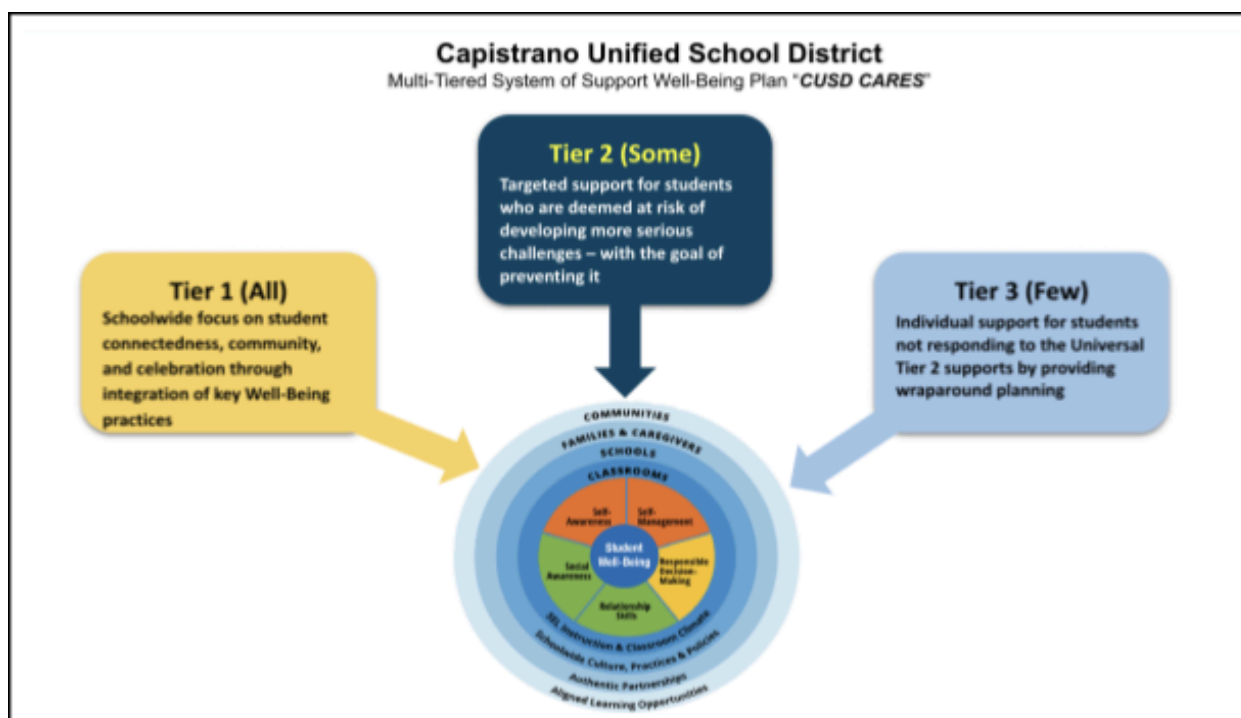 Capistrano Unified School District
Multi-Tiered System of Support Well-Being Plan "CUSD CARES"
Tier 2 (Some)
Targeted support for students
who are deemed at risk of
developing more serious
challenges – with the goal of
preventing it
Tier 1 (All)
Schoolwide focus on student
connectedness, community,
and celebration through
integration of key Well-Being
practices
Tier 3 (Few)
Individual support for students
not responding to the Universal
Tier 2 supports by providing
wraparound planning
COMMUNITIES
FAMILIES & CAREGIVERS
SCHOOLS
CLASSROOMS
Self-
Awareness
Self-
Management
Student
Well-Being
Social
Awareness
Responsible
Decision-
Making
Relationship
Skills
SEL Instruction & Classroom Climate
Schoolwide Culture, Practices & Policies
Authentic Partnerships
Aligned Learning Opportunities